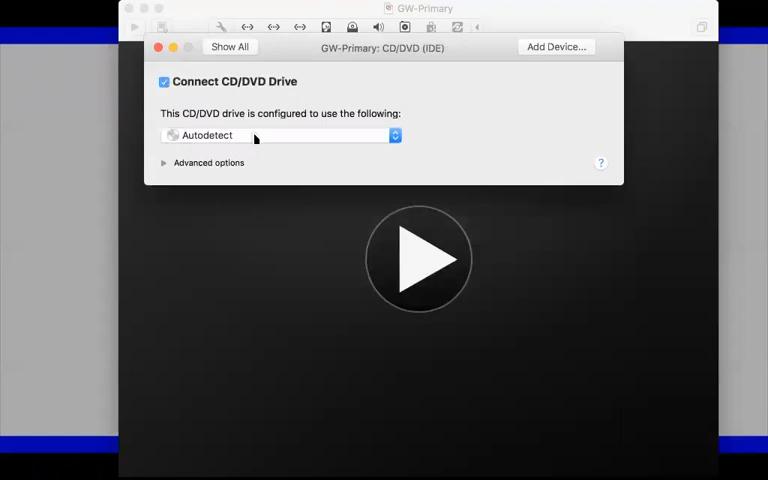 GW-Primary
Show All
GW-Primary: CD/DVD (IDE)
Add Device...
Connect CD/DVD Drive
This CD/DVD drive is configured to use the following:
Autodetect
Advanced options
?